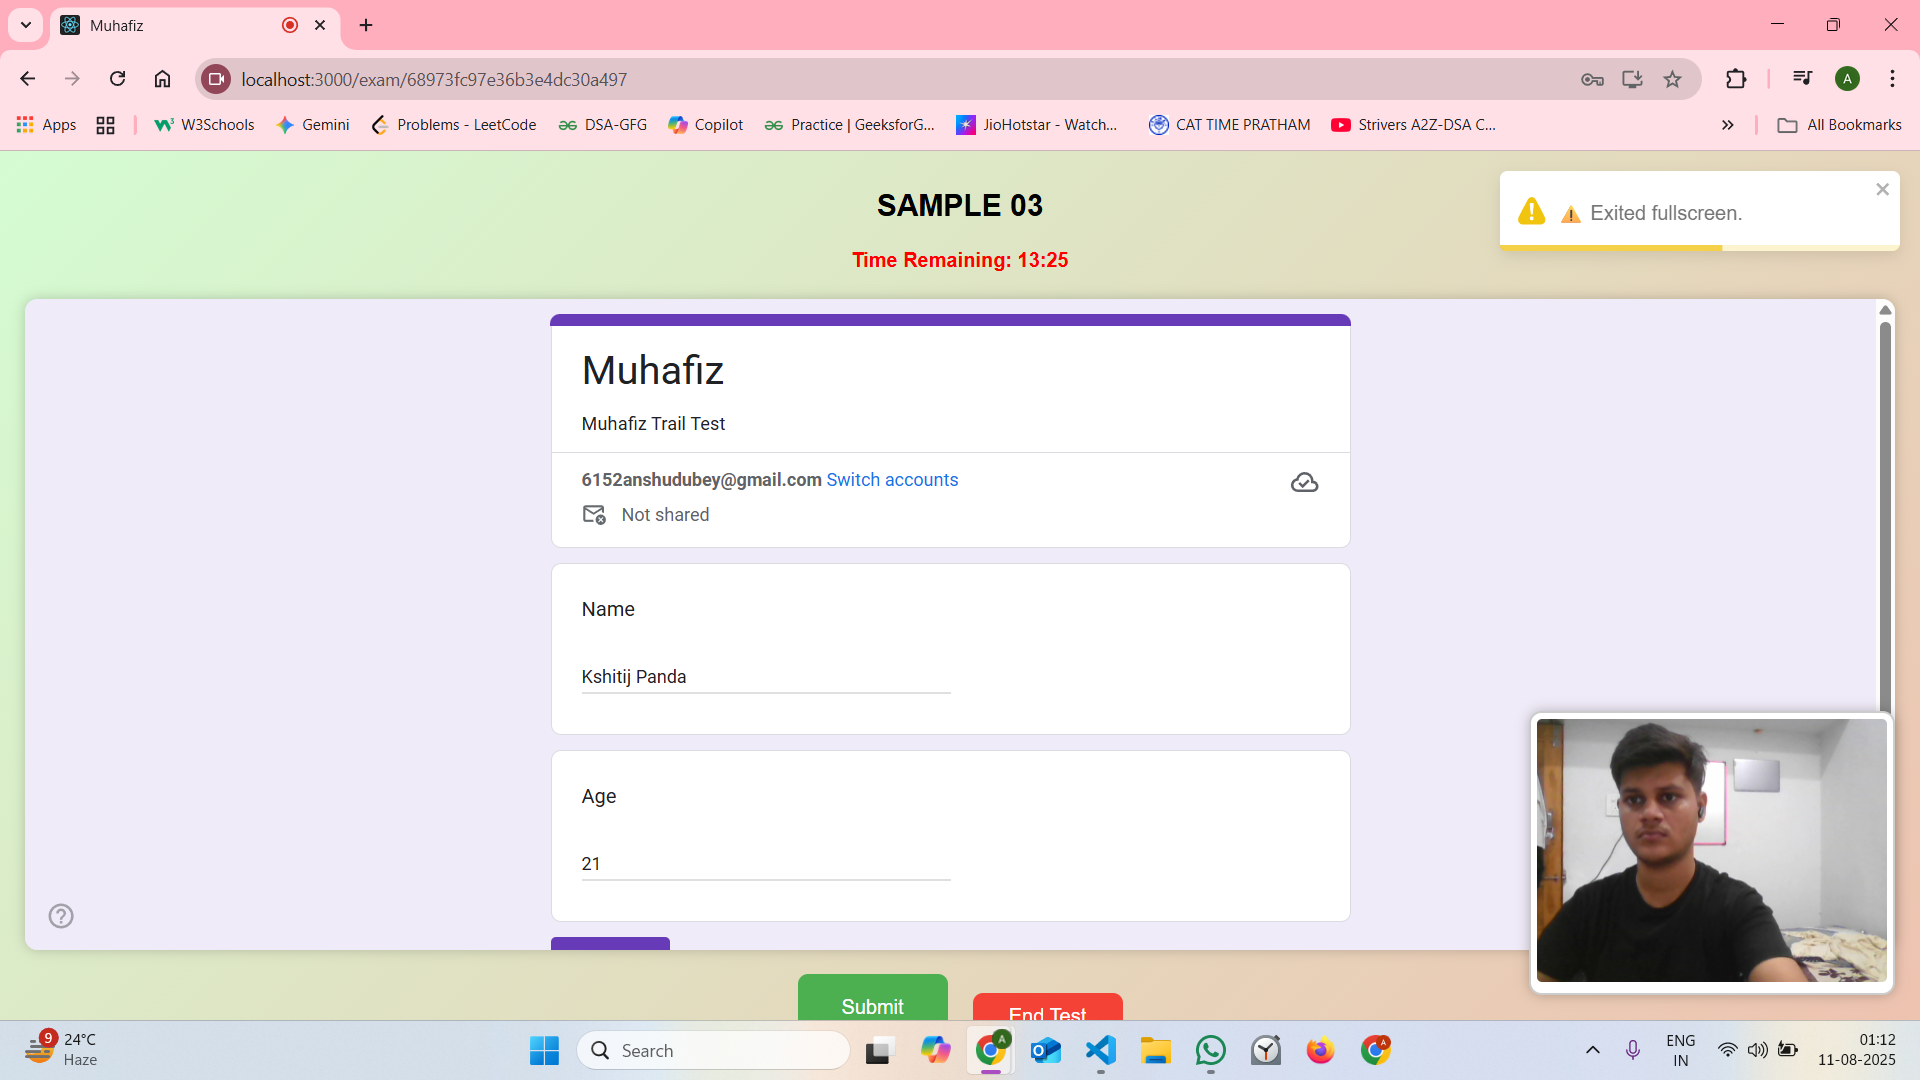 Muhafiz
localhost:3000/exam/68973fc97e36b3e4dc30a497
A
Apps
W3Schools
Gemini
Problems - LeetCode
DSA-GFG
Copilot
Practice | GeeksforG...
JioHotstar - Watch...
CAT TIME PRATHAM
Strivers A2Z-DSA C...
All Bookmarks
SAMPLE 03
Exited fullscreen.
Time Remaining: 13:25
Muhafiz
Muhafiz Trail Test
6152anshudubey@gmail.com Switch accounts
Not shared
Name
Kshitij Panda
Age
21
Submit
End Test
9
24°C
Haze
Search
A
A
ENG
IN
01:12
11-08-2025